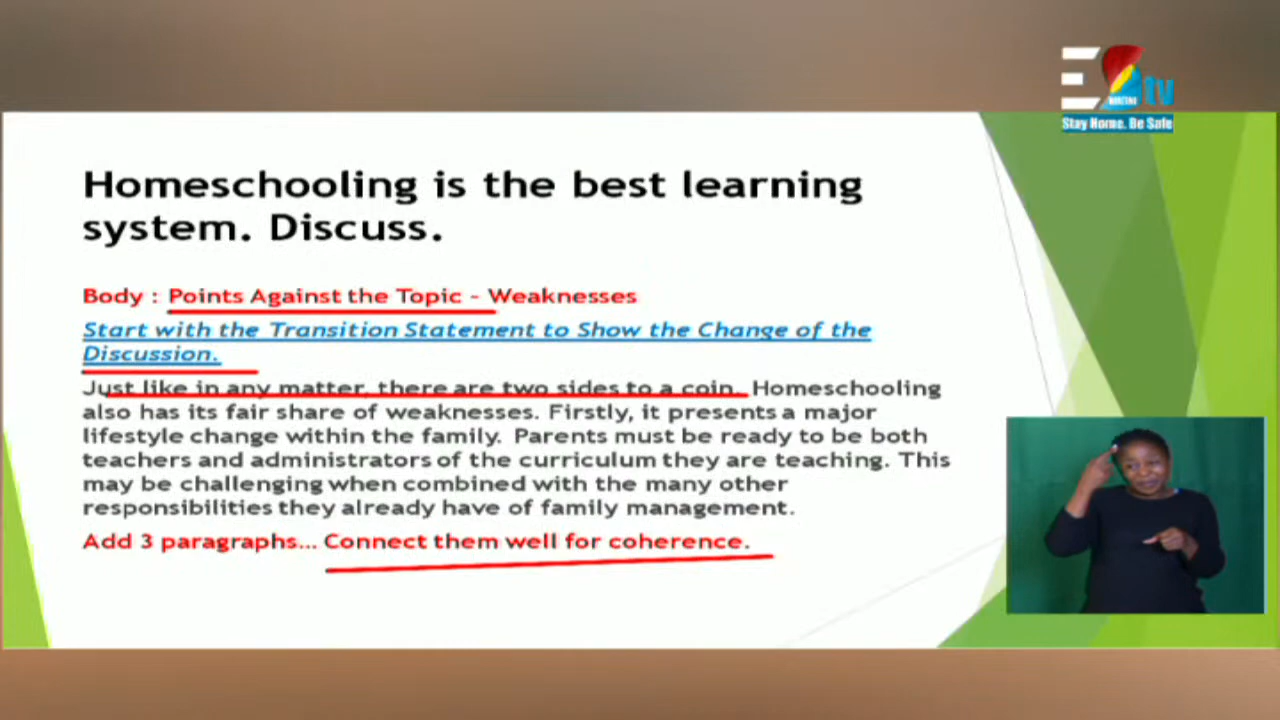 E tv
Stay Home. Be Safe
Homeschooling is the best learning
system. Discuss.
Body : Points Against the Topic - Weaknesses
Start with the Transition Statement to Show the Change of the
Discussion.
Just like in any matter, there are two sides to a coin. Homeschooling
also has its fair share of weaknesses. Firstly, it presents a major
lifestyle change within the family. Parents must be ready to be both
teachers and administrators of the curriculum they are teaching. This
may be challenging when combined with the many other
responsibilities they already have of family management.
Add 3 paragraphs... Connect them well for coherence.